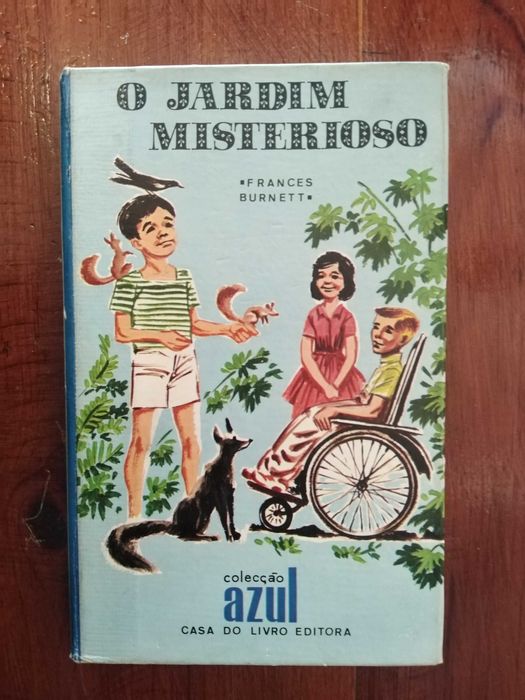 O JARDIM
MISTERIOSO
▪FRANCES
BURNETT▪
colecção
azul
CASA DO LIVRO EDITORA